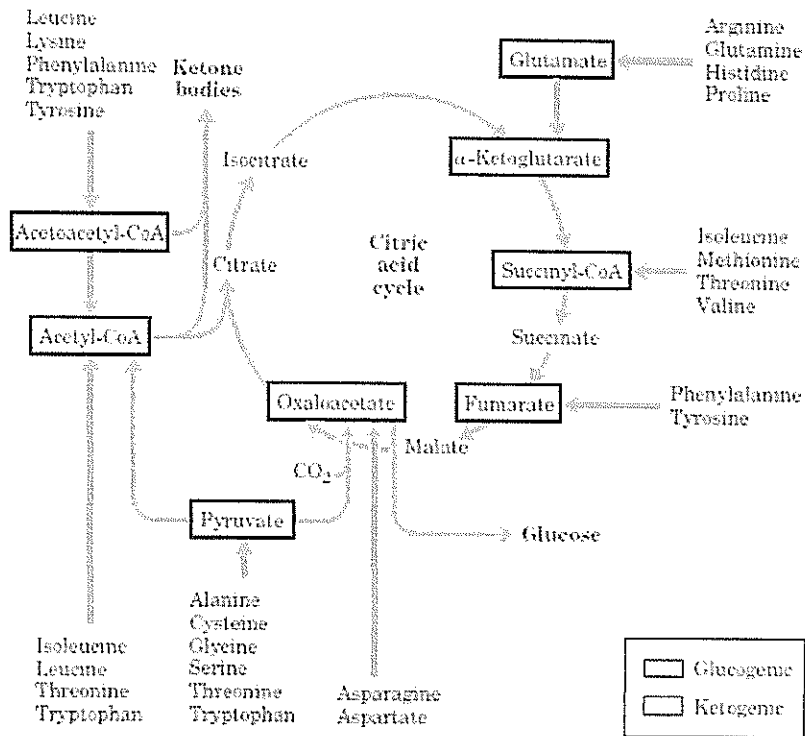 Leucine
Lysine
Phenylalanine
Tryptophan
Tyrosine
Ketone
bodies
Glutamate
Arginine
Glutamine
Histidine
Proline
Isocitrate
α-Ketoglutarate
Acetoacetyl-CoA
Citrate
Citric
acid
cycle
Succinyl-CoA
Isoleucine
Methionine
Threonine
Valine
Acetyl-CoA
Succinate
Oxaloacetate
Fumarate
Phenylalanine
Tyrosine
Malate
CO₂
Pyruvate
Glucose
Isoleucine
Leucine
Threonine
Tryptophan
Alanine
Cysteine
Glycine
Serine
Threonine
Tryptophan
Asparagine
Aspartate
Glucogenic
Ketogenic